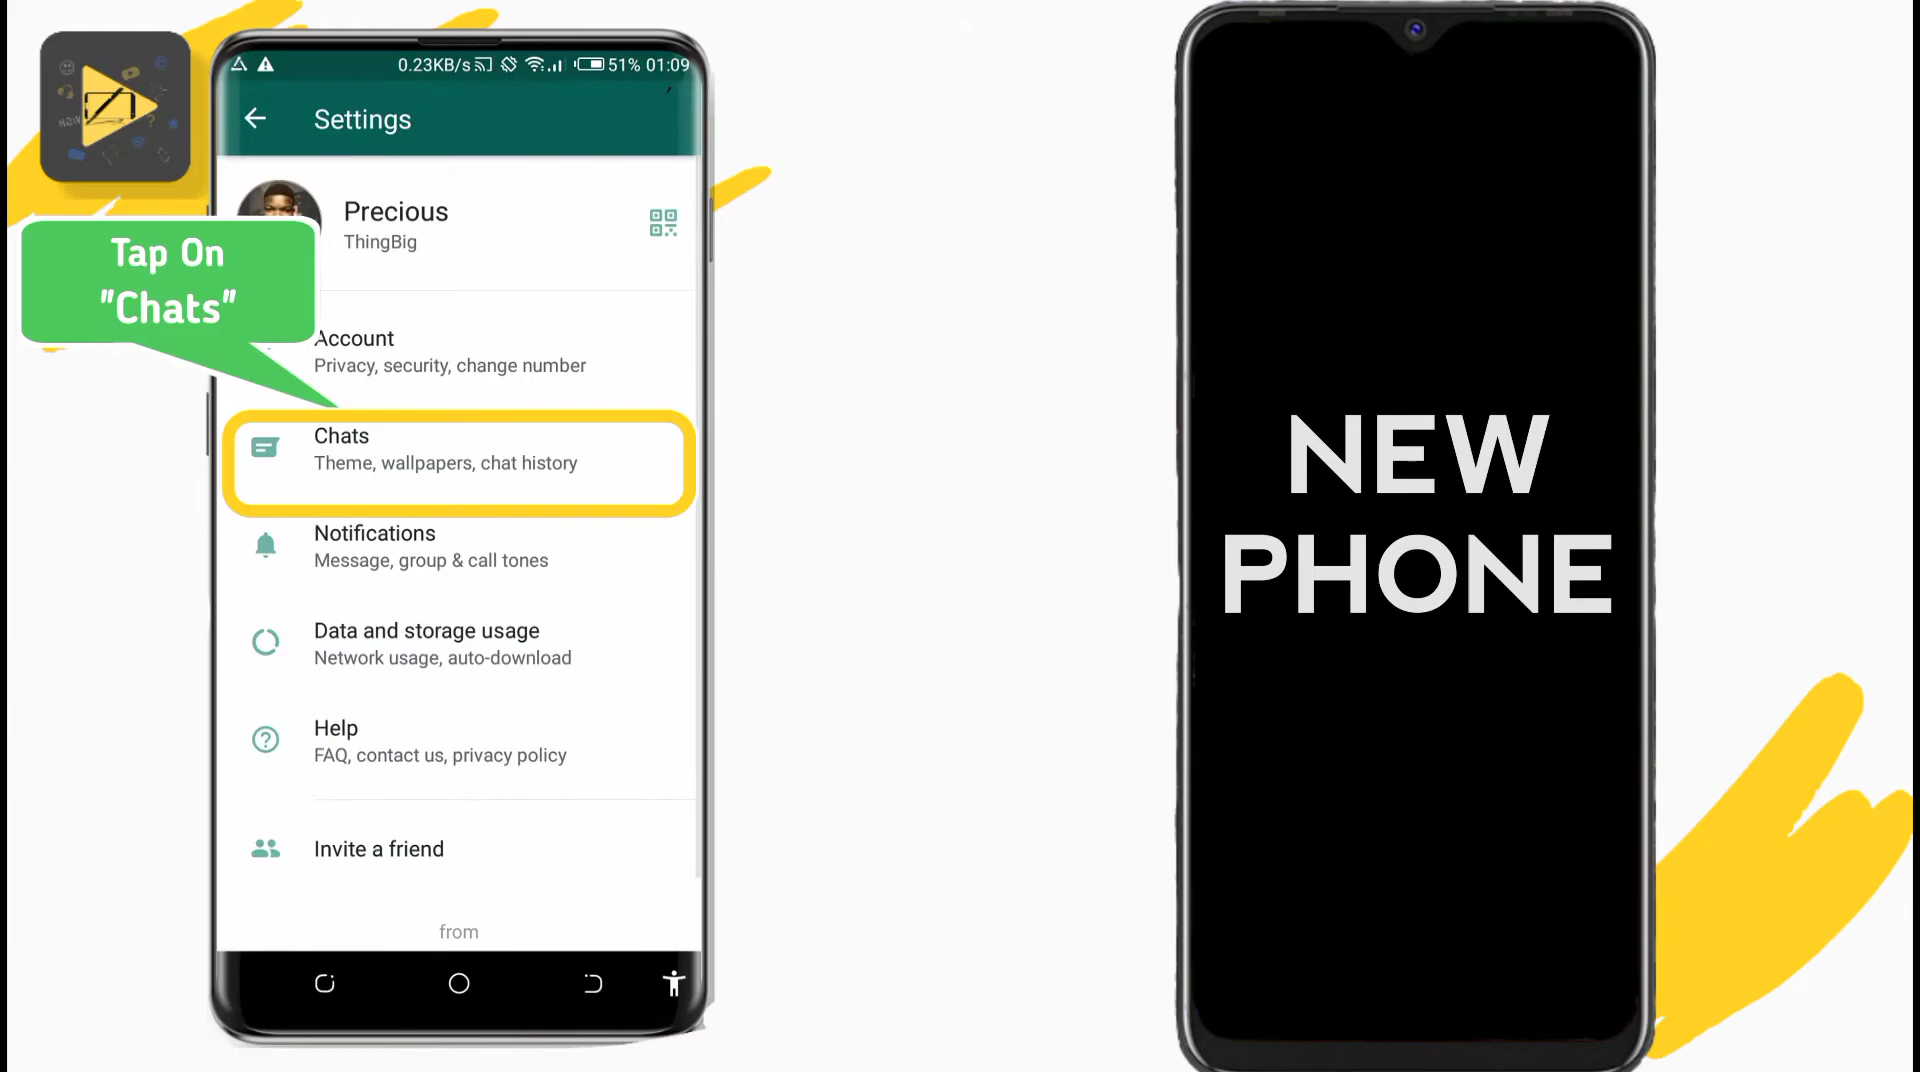 0.23KB/s 51% 01:09
Settings
Precious
ThingBig
Tap On
"Chats"
Account
Privacy, security, change number
Chats
Theme, wallpapers, chat history
Notifications
Message, group & call tones
Data and storage usage
Network usage, auto-download
Help
FAQ, contact us, privacy policy
Invite a friend
from
NEW
PHONE